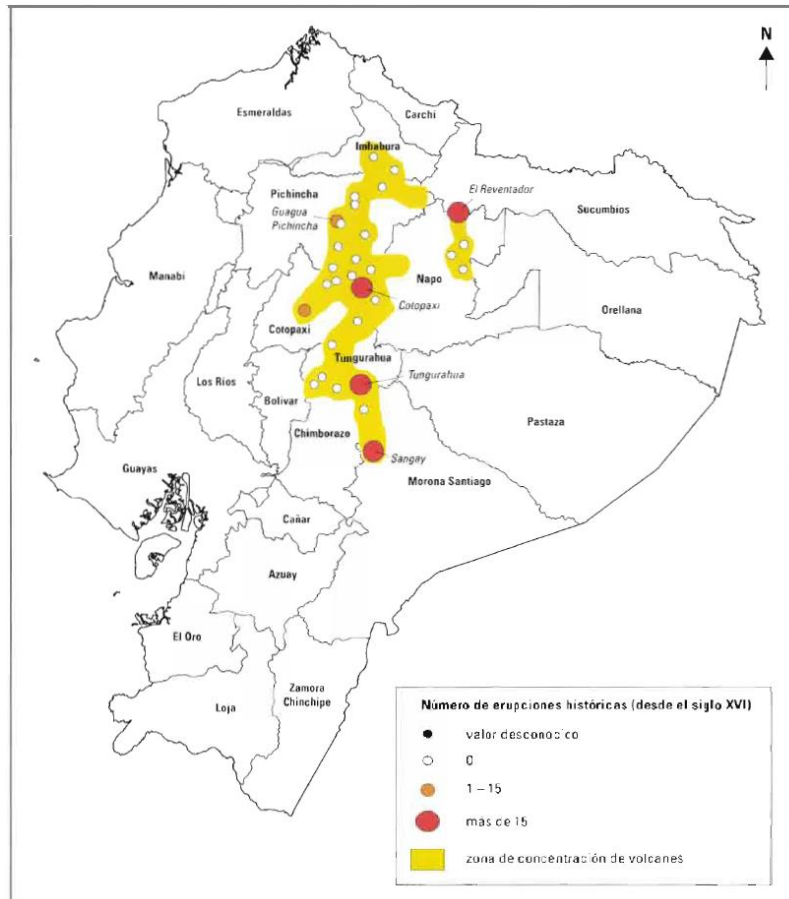 N
Esmeraldas
Carchi
Imbabura
El Reventador
Pichincha
Sucumbios
Guagua
Pichincha
Manabí
Napo
Cotopaxi
Orellana
Cotopaxi
Tungurahua
Tungurahua
Los Ríos
Bolívar
Pastaza
Chimborazo
Sangay
Guayas
Morona Santiago
Cañar
Azuay
El Oro
Zamora
Chinchipe
Loja
Número de erupciones históricas (desde el siglo XVI)
valor desconocico
0
1 – 15
más de 15
zona de concentración de volcanes